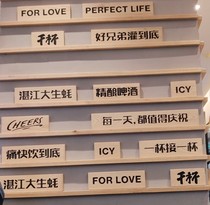 FOR LOVE PERFECT LIFE
干杯 好兄弟灌到底
湛江大生蚝 精酿啤酒 ICY
CHEERS 每一天,都值得庆祝
痛快饮到底 ICY 一杯接一杯
湛江大生蚝 FOR LOVE 干杯